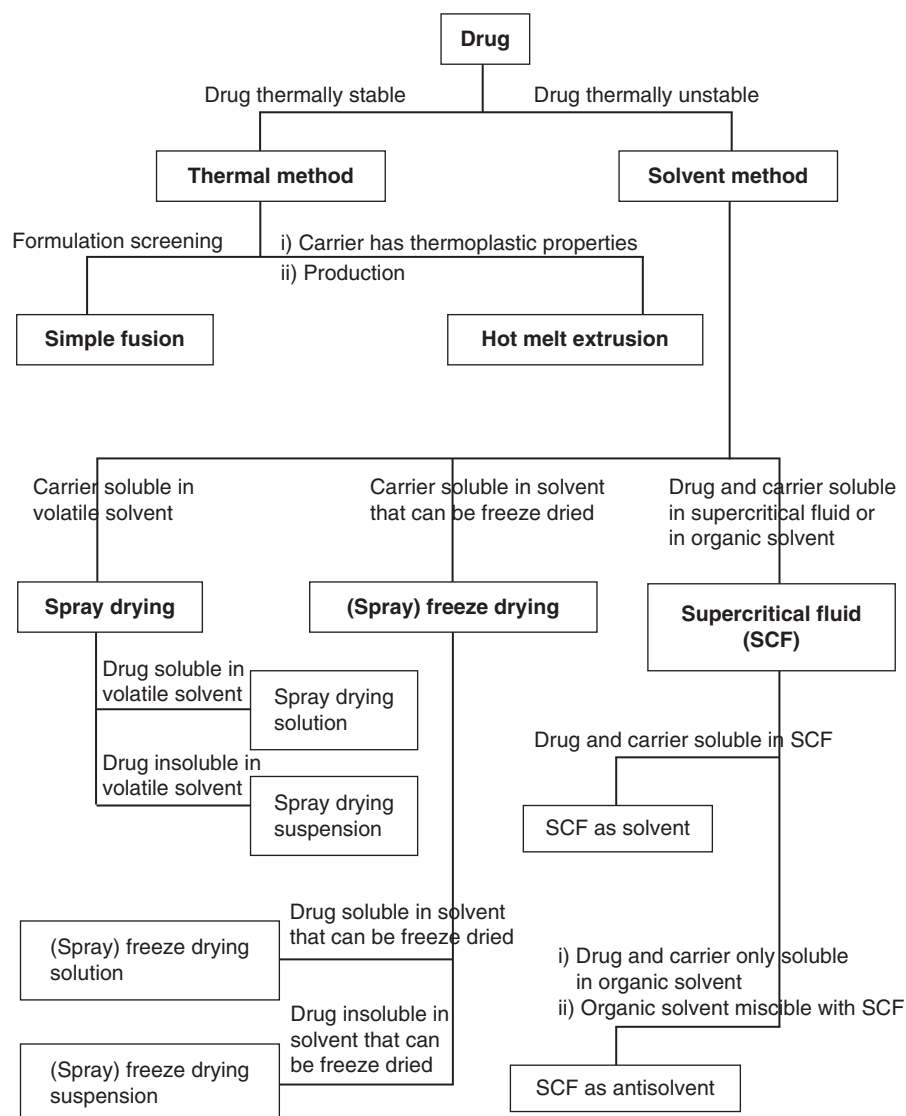 Drug
Drug thermally stable
Drug thermally unstable
Thermal method
Solvent method
Formulation screening
i) Carrier has thermoplastic properties
ii) Production
Simple fusion
Hot melt extrusion
Carrier soluble in
volatile solvent
Carrier soluble in solvent
that can be freeze dried
Drug and carrier soluble
in supercritical fluid or
in organic solvent
Spray drying
(Spray) freeze drying
Supercritical fluid
(SCF)
Drug soluble in
volatile solvent
Spray drying
solution
Drug insoluble in
volatile solvent
Spray drying
suspension
Drug and carrier soluble in SCF
SCF as solvent
Drug soluble in solvent
that can be freeze dried
(Spray) freeze drying
solution
i) Drug and carrier only soluble
in organic solvent
ii) Organic solvent miscible with SCF
Drug insoluble in
solvent that can
be freeze dried
(Spray) freeze drying
suspension
SCF as antisolvent